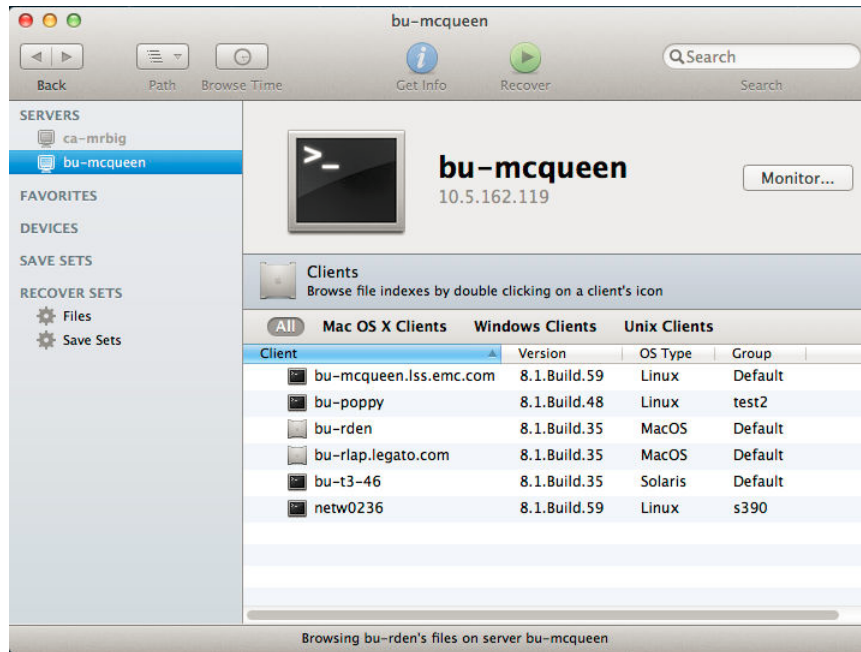 bu-mcqueen
Search
Back Path Browse Time Get Info Recover Search
SERVERS
ca-mrbig
bu-mcqueen
FAVORITES
DEVICES
SAVE SETS
RECOVER SETS
Files
Save Sets
>_
bu-mcqueen
10.5.162.119
Monitor...
Clients
Browse file indexes by double clicking on a client's icon
All Mac OS X Clients Windows Clients Unix Clients
Client Version OS Type Group
bu-mcqueen.lss.emc.com 8.1.Build.59 Linux Default
bu-poppy 8.1.Build.48 Linux test2
bu-rden 8.1.Build.35 MacOS Default
bu-rlap.legato.com 8.1.Build.35 MacOS Default
bu-t3-46 8.1.Build.35 Solaris Default
netw0236 8.1.Build.59 Linux s390
Browsing bu-rden's files on server bu-mcqueen